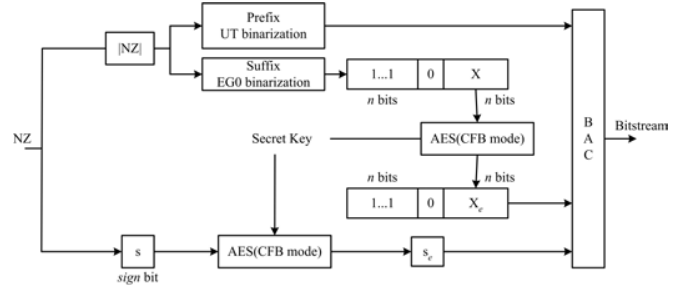 Prefix
UT binarization
|NZ|
Suffix
EG0 binarization
1...1 0 X
n bits n bits
B
A
C
Bitstream
NZ
Secret Key
AES(CFB mode)
n bits n bits
1...1 0 Xe
s
AES(CFB mode)
se
sign bit